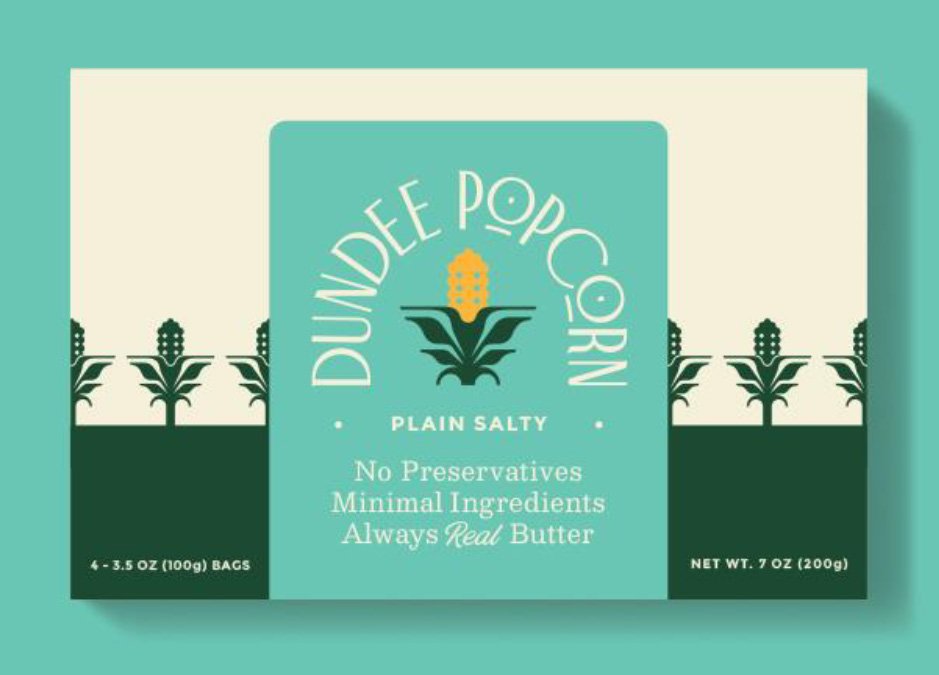 DUNDEE POPCORN
PLAIN SALTY
No Preservatives
Minimal Ingredients
Always Real Butter
4 - 3.5 OZ (100g) BAGS
NET WT. 7 OZ (200g)